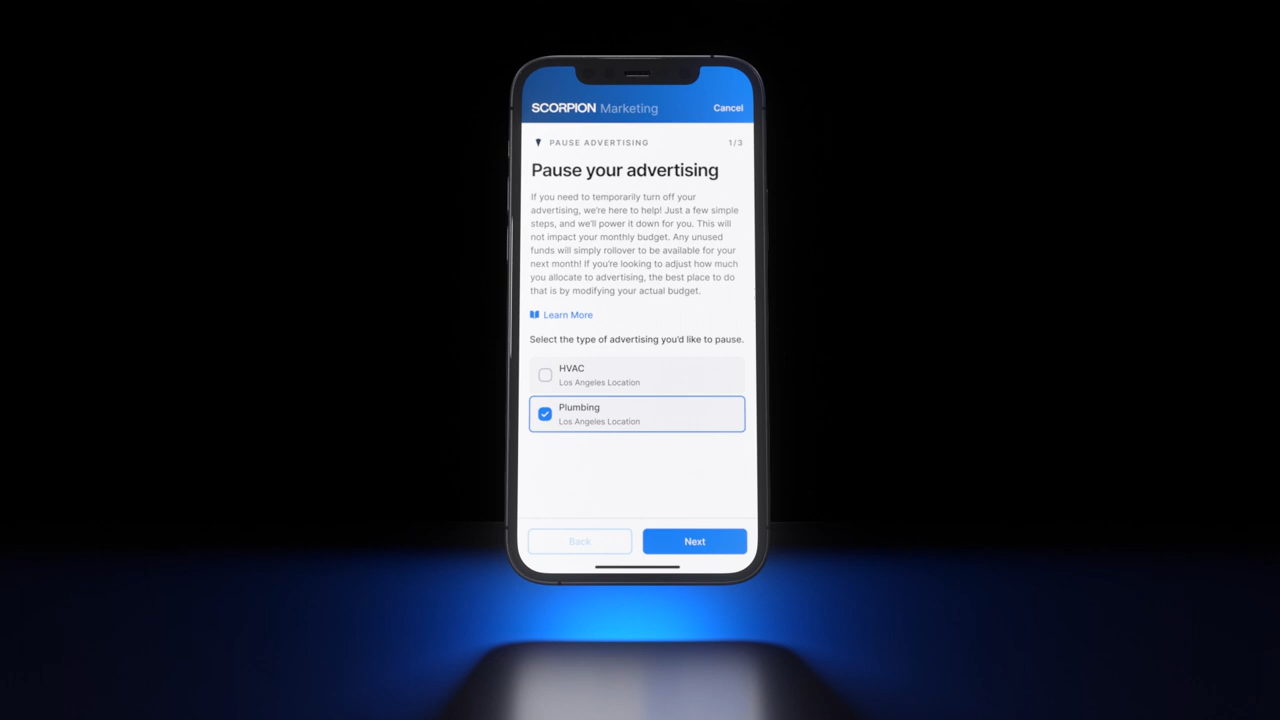 SCORPION Marketing Cancel
PAUSE ADVERTISING 1/3
Pause your advertising
If you need to temporarily turn off your
advertising, we're here to help! Just a few simple
steps, and we'll power it down for you. This will
not impact your monthly budget. Any unused
funds will simply rollover to be available for your
next month! If you're looking to adjust how much
you allocate to advertising, the best place to do
that is by modifying your actual budget.
Learn More
Select the type of advertising you'd like to pause.
HVAC
Los Angeles Location
Plumbing
Los Angeles Location
Back Next